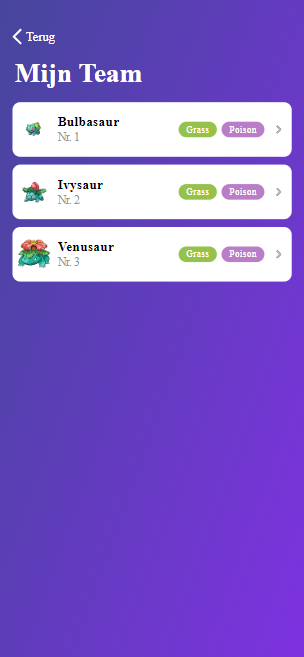 Terug
Mijn Team
Bulbasaur
Nr. 1
Grass Poison
Ivysaur
Nr. 2
Grass Poison
Venusaur
Nr. 3
Grass Poison